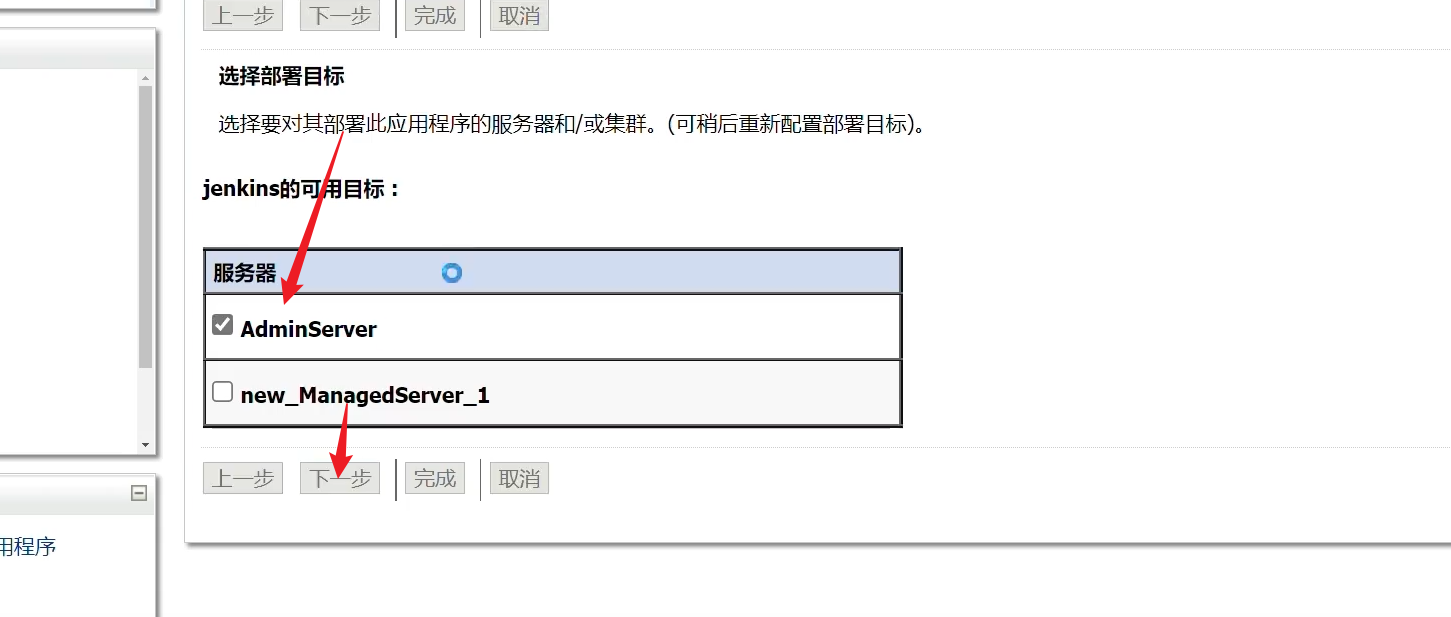 上一步 下一步 完成 取消
选择部署目标
选择要对其部署此应用程序的服务器和/或集群。(可稍后重新配置部署目标)。
jenkins的可用目标：
服务器
AdminServer
new_ManagedServer_1
上一步 下一步 完成 取消
用程序